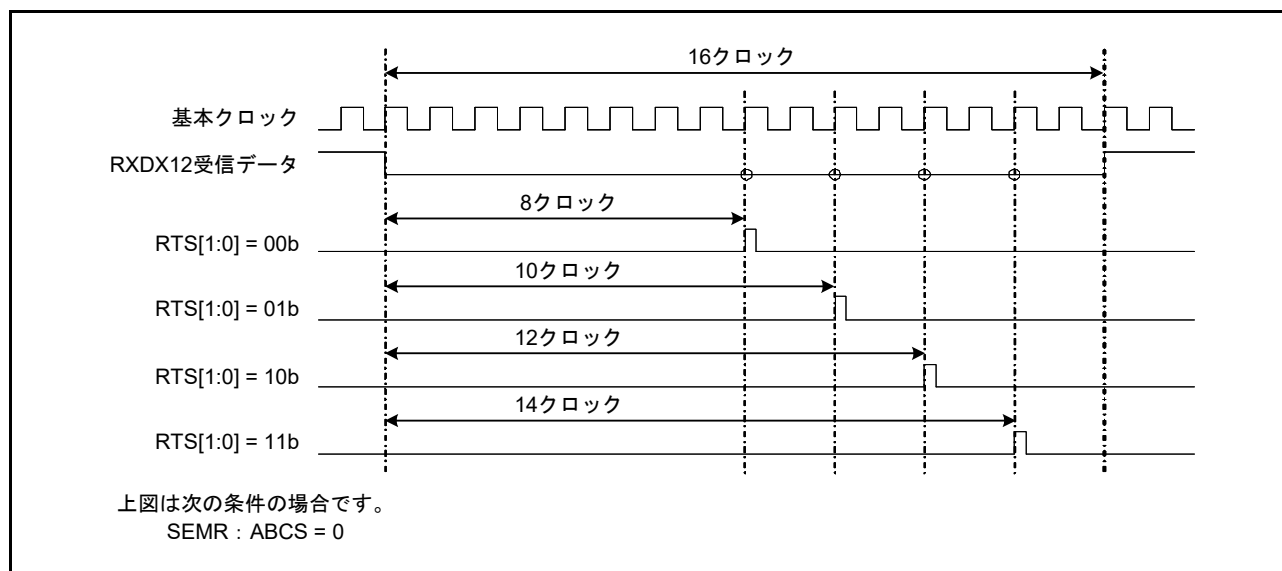 16クロック
基本クロック
RXDX12受信データ
8クロック
RTS[1:0] = 00b
10クロック
RTS[1:0] = 01b
12クロック
RTS[1:0] = 10b
14クロック
RTS[1:0] = 11b
上図は次の条件の場合です。
SEMR:ABCS = 0